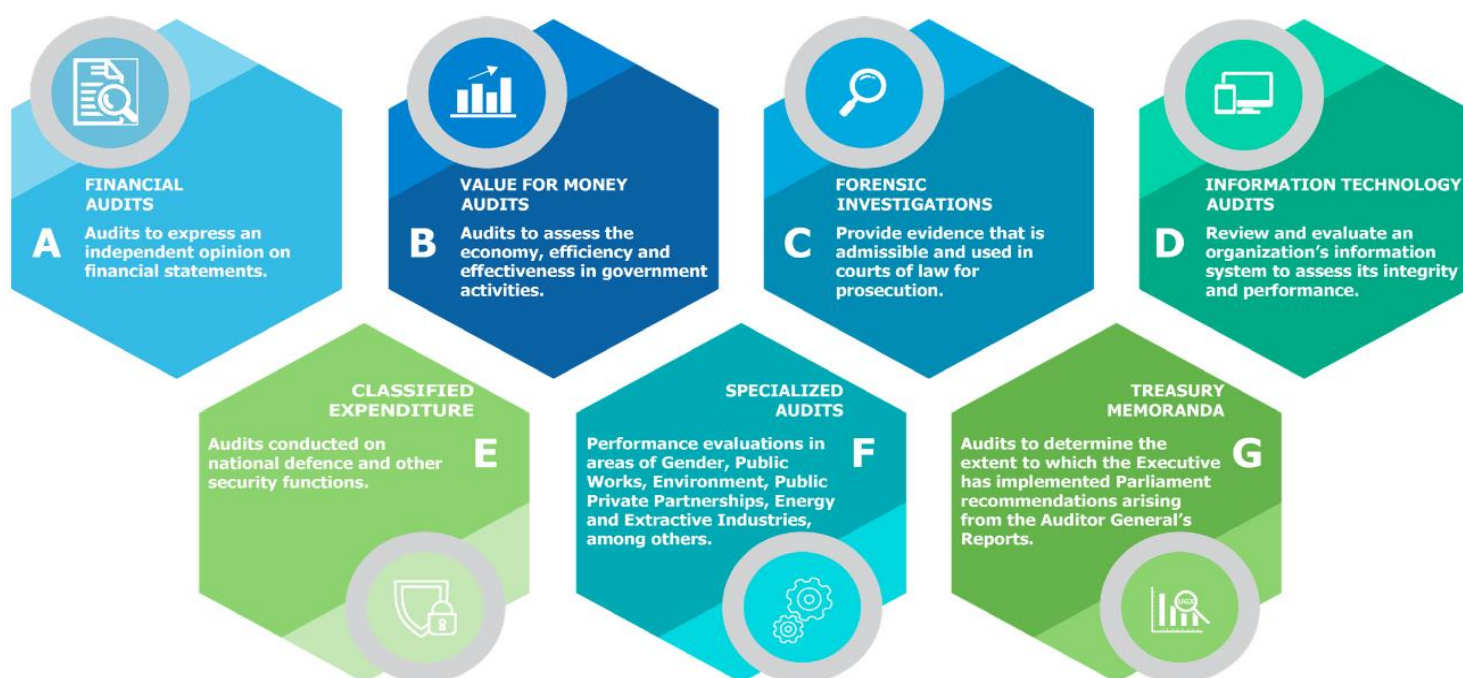 FINANCIAL
AUDITS
A
Audits to express an
independent opinion on
financial statements.
VALUE FOR MONEY
AUDITS
B
Audits to assess the
economy, efficiency and
effectiveness in government
activities.
FORENSIC
INVESTIGATIONS
C
Provide evidence that is
admissible and used in
courts of law for
prosecution.
INFORMATION TECHNOLOGY
AUDITS
D
Review and evaluate an
organization's information
system to assess its integrity
and performance.
CLASSIFIED
EXPENDITURE
Audits conducted on
national defence and other
security functions.
E
SPECIALIZED
AUDITS
Performance evaluations in
areas of Gender, Public
Works, Environment, Public
Private Partnerships, Energy
and Extractive Industries,
among others.
F
TREASURY
MEMORANDA
Audits to determine the
extent to which the Executive
has implemented Parliament
recommendations arising
from the Auditor General's
Reports.
G
UGX